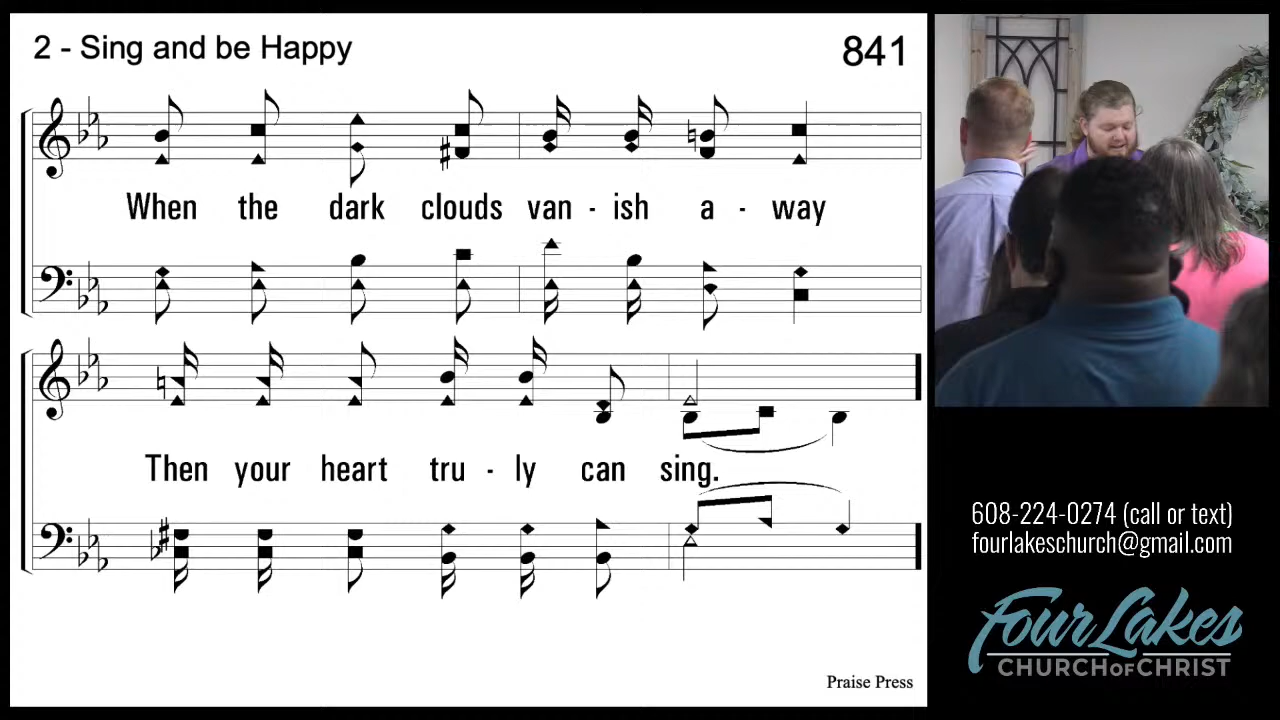 2 - Sing and be Happy
841
When the dark clouds van - ish a - way
Then your heart tru - ly can sing.
Praise Press
608-224-0274 (call or text)
fourlakeschurch@gmail.com
Four Lakes
CHURCH OF CHRIST